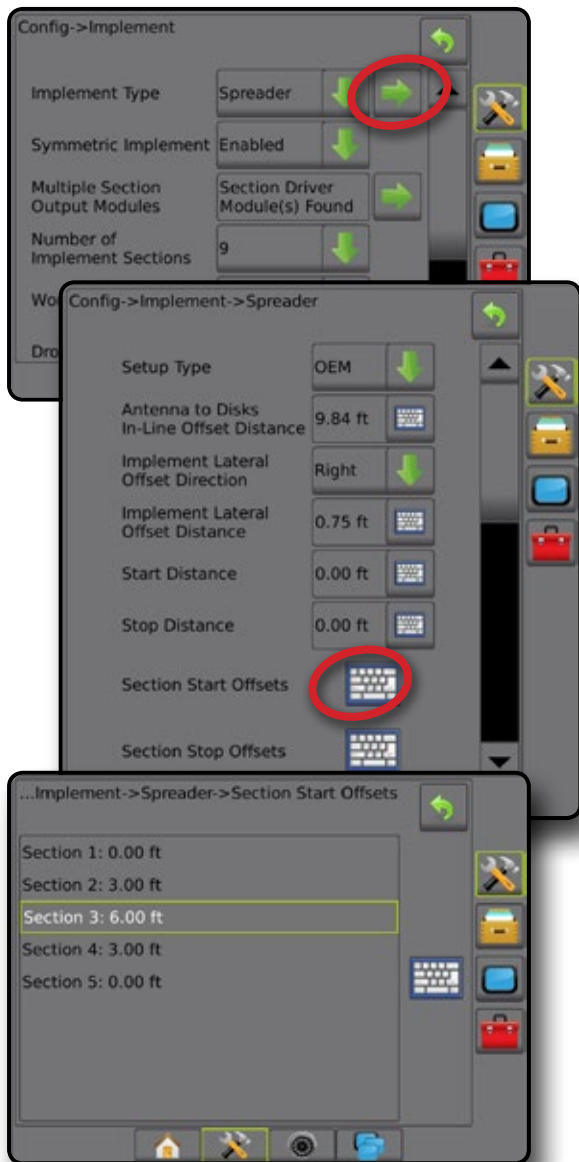 Config->Implement
Implement Type
Spreader
Symmetric Implement
Enabled
Multiple Section
Output Modules
Section Driver
Module(s) Found
Number of
Implement Sections
9
Wo
Dro
Config->Implement->Spreader
Setup Type
OEM
Antenna to Disks
In-Line Offset Distance
9.84 ft
Implement Lateral
Offset Direction
Right
Implement Lateral
Offset Distance
0.75 ft
Start Distance
0.00 ft
Stop Distance
0.00 ft
Section Start Offsets
Section Stop Offsets
...Implement->Spreader->Section Start Offsets
Section 1: 0.00 ft
Section 2: 3.00 ft
Section 3: 6.00 ft
Section 4: 3.00 ft
Section 5: 0.00 ft